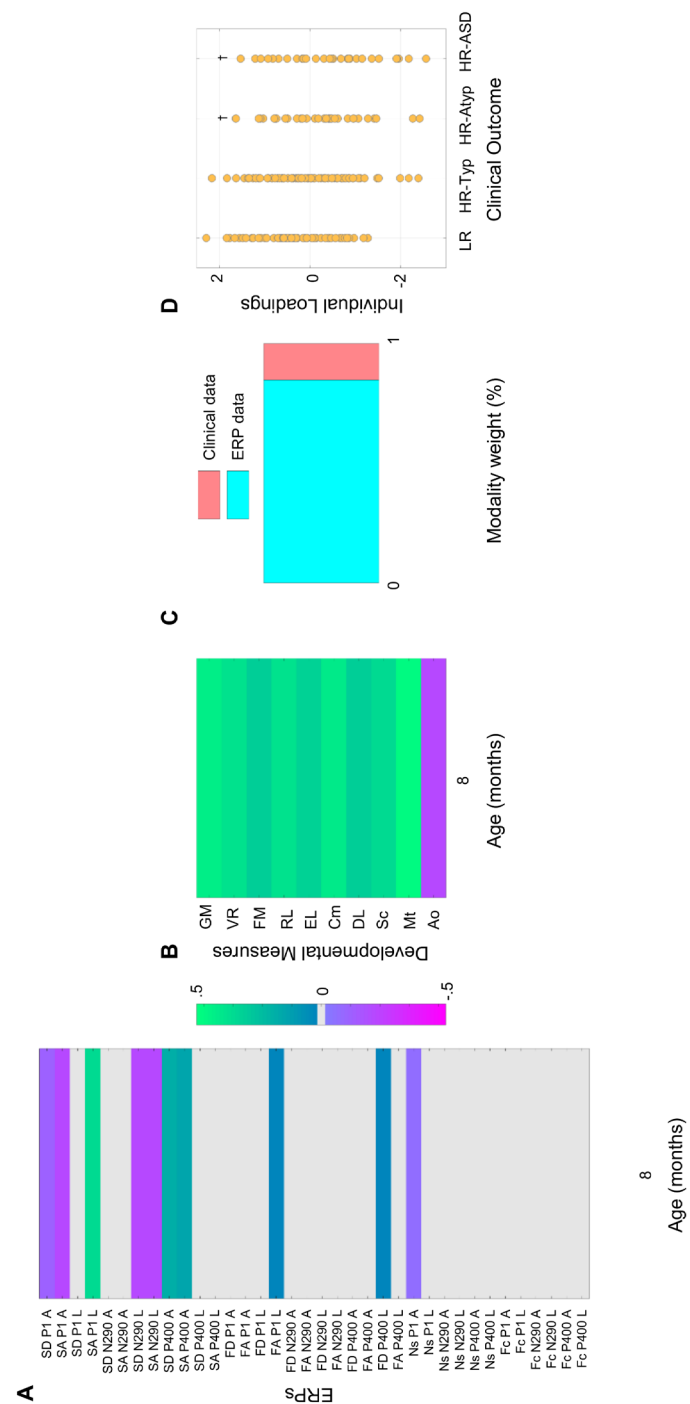 A
ERPs
SD P1 A
SA P1 A
SD P1 L
SA P1 L
SD N290 A
SA N290 A
SD N290 L
SA N290 L
SD P400 A
SA P400 A
SD P400 L
SA P400 L
FD P1 A
FA P1 A
FD P1 L
FA P1 L
FD N290 A
FA N290 A
FD N290 L
FA N290 L
FD P400 A
FA P400 A
FD P400 L
FA P400 L
Ns P1 A
Ns P1 L
Ns N290 A
Ns N290 L
Ns P400 A
Ns P400 L
Fc P1 A
Fc P1 L
Fc N290 A
Fc N290 L
Fc P400 A
Fc P400 L
8
Age (months)
.5
0
-.5
B
Developmental Measures
GM
VR
FM
RL
EL
Cm
DL
Sc
Mt
Ao
8
Age (months)
C
Clinical data
ERP data
0
1
Modality weight (%)
D
Individual Loadings
2
0
-2
†
†
LR
HR-Typ
HR-Atyp
HR-ASD
Clinical Outcome